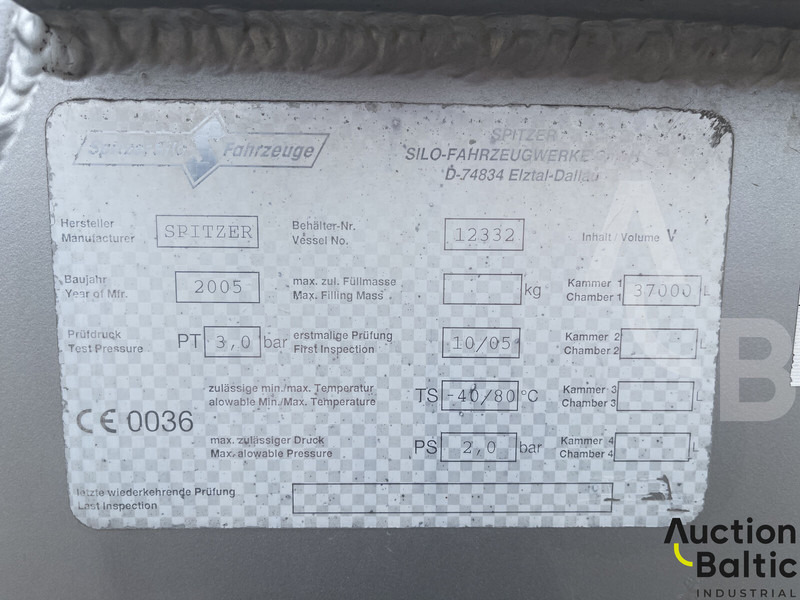 Spitzer Silo Fahrzeuge
SPITZER
SILO-FAHRZEUGWERKE GmbH
D-74834 Elztal-Dallau
Hersteller
Manufacturer
SPITZER
Behälter-Nr.
Vessel No.
12332
Inhalt/Volume V
Baujahr
Year of Mfr.
2005
max. zul. Füllmasse
Max. Filling Mass
kg
Kammer 1
Chamber 1
37000 L
Prüfdruck
Test Pressure
PT 3,0 bar
erstmalige Prüfung
First Inspection
10/05
Kammer 2
Chamber 2
L
zulässige min./max. Temperatur
alowable Min./Max. Temperature
TS -40/80 °C
Kammer 3
Chamber 3
L
CE 0036
max. zulässiger Druck
Max. alowable Pressure
PS 2,0 bar
Kammer 4
Chamber 4
L
letzte wiederkehrende Prüfung
Last Inspection
AB
Auction
Baltic
INDUSTRIAL